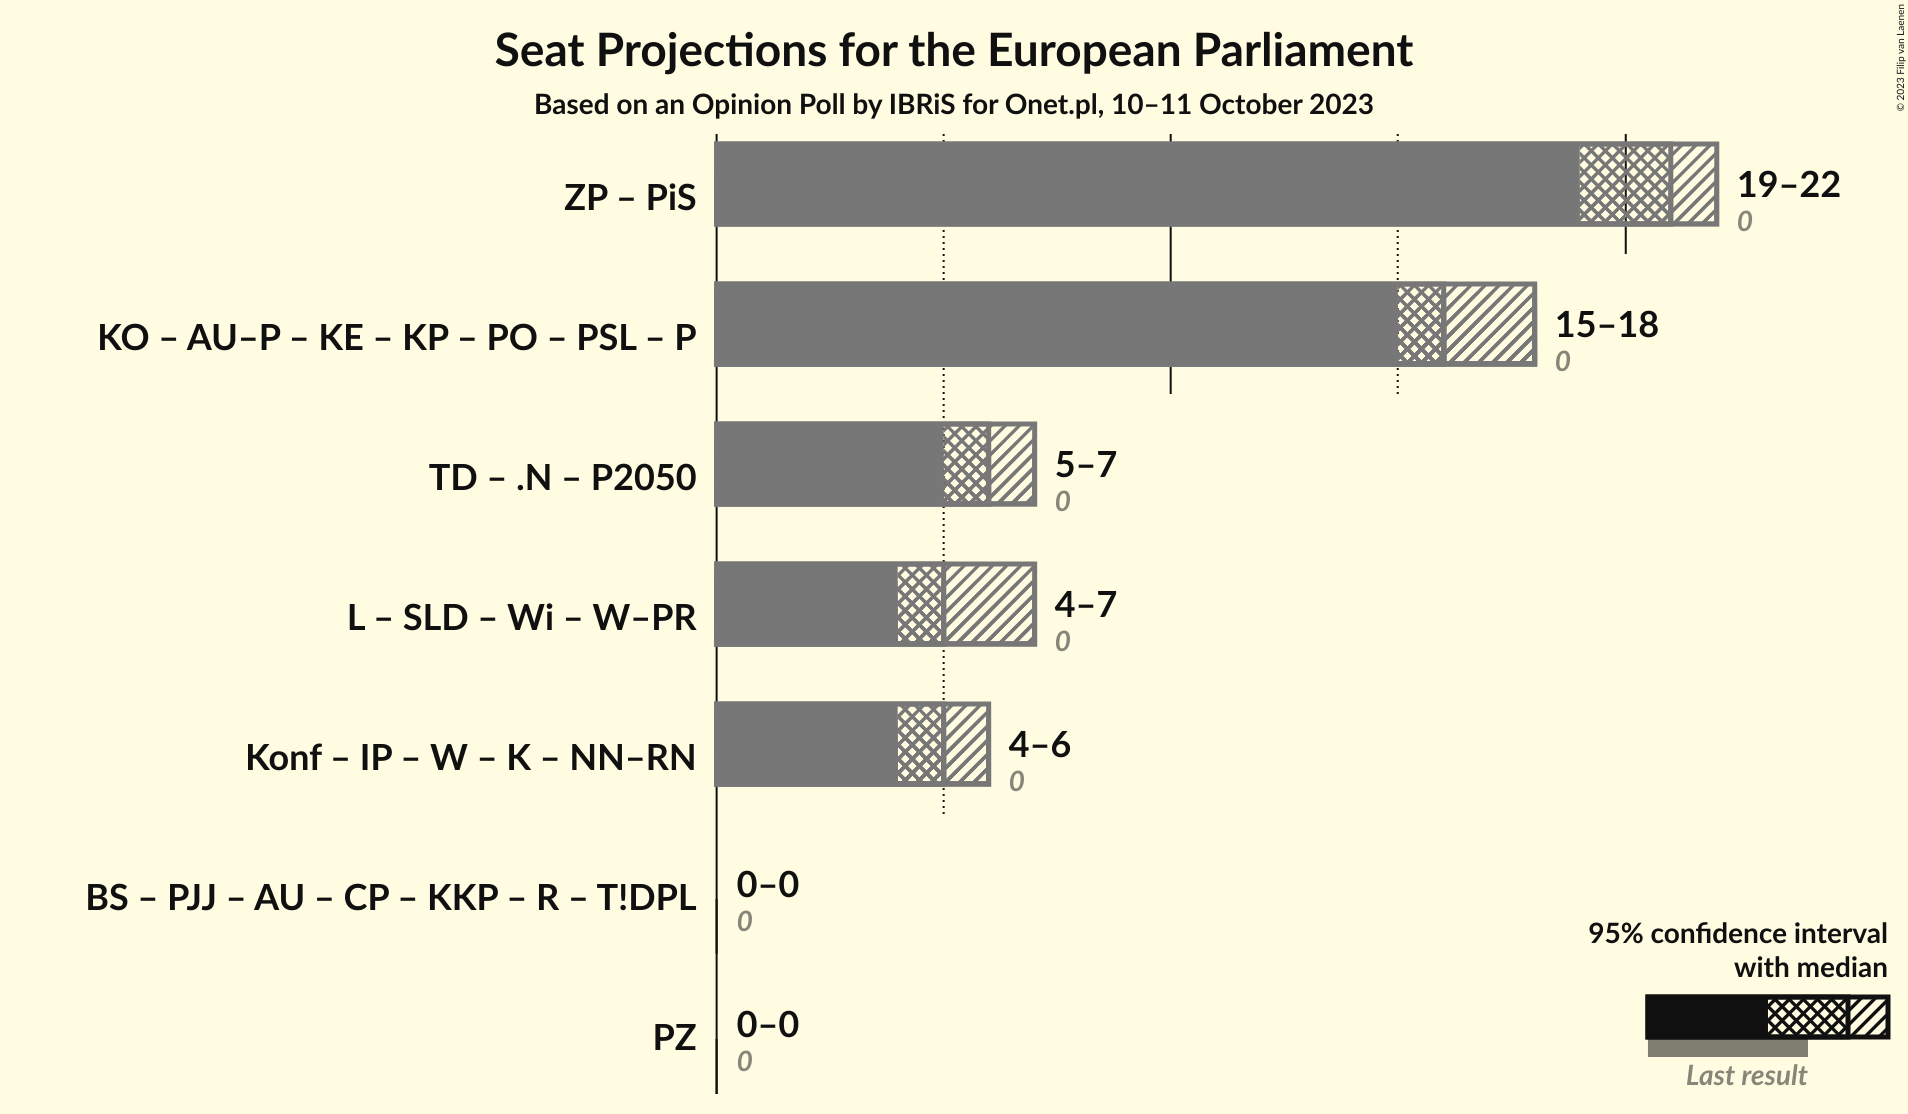 Seat Projections for the European Parliament
Based on an Opinion Poll by IBRiS for Onet.pl, 10–11 October 2023
© 2023 Filip van Laenen
ZP – PiS
19–22
0
KO – AU–P – KE – KP – PO – PSL – P
15–18
0
TD – .N – P2050
5–7
0
L – SLD – Wi – W–PR
4–7
0
Konf – IP – W – K – NN–RN
4–6
0
BS – PJJ – AU – CP – KKP – R – T!DPL
0–0
0
PZ
0–0
0
95% confidence interval
with median
Last result